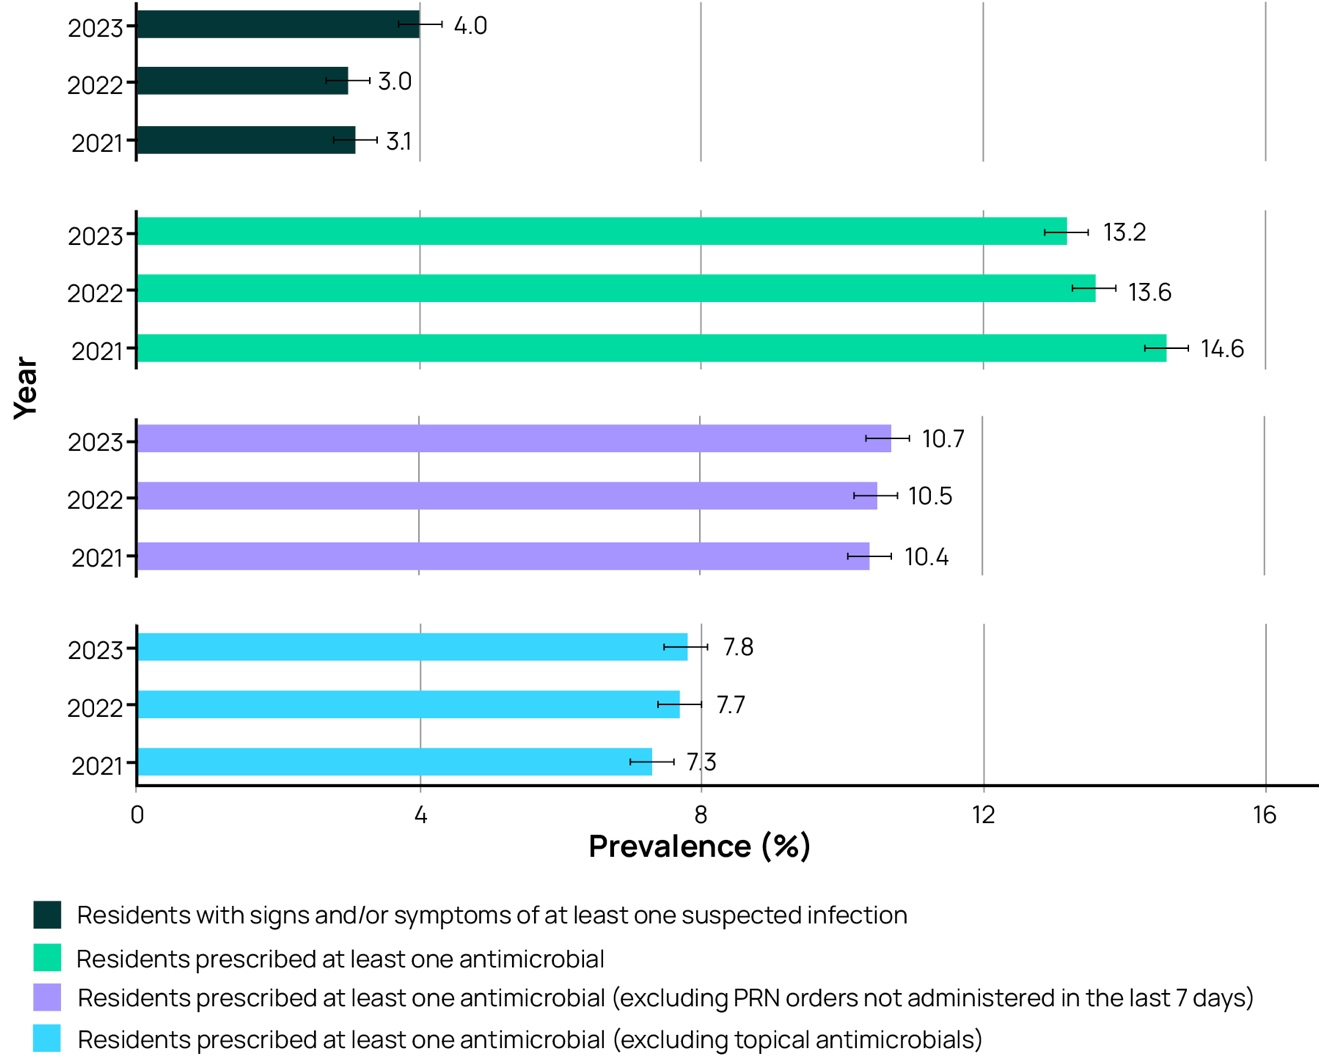 2023 4.0
2022 3.0
2021 3.1
2023 13.2
2022 13.6
2021 14.6
Year
2023 10.7
2022 10.5
2021 10.4
2023 7.8
2022 7.7
2021 7.3
0 4 8 12 16
Prevalence (%)
Residents with signs and/or symptoms of at least one suspected infection
Residents prescribed at least one antimicrobial
Residents prescribed at least one antimicrobial (excluding PRN orders not administered in the last 7 days)
Residents prescribed at least one antimicrobial (excluding topical antimicrobials)